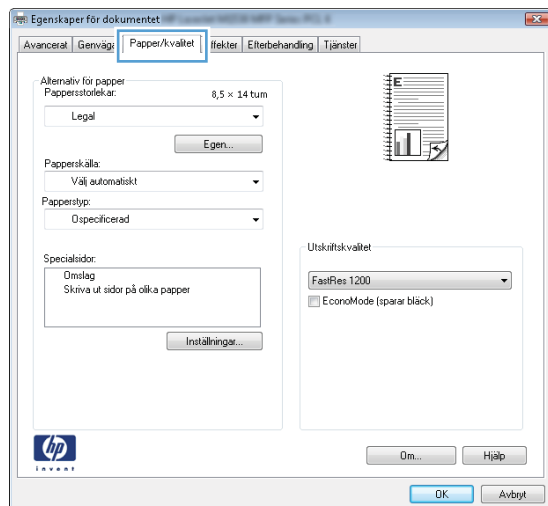 Egenskaper för dokumentet
Avancerat Genväga Papper/kvalitet ffekter Efterbehandling Tjänster
Alternativ för papper
Pappersstorlekar: 8,5 × 14 tum
Legal
Egen...
Papperskälla:
Välj automatiskt
Papperstyp:
Ospecificerad
Specialsidor:
Omslag
Skriva ut sidor på olika papper
Inställningar...
E
Utskriftskvalitet
FastRes 1200
EconoMode (sparar bläck)
hp
invent
Om... Hjälp
OK Avbryt